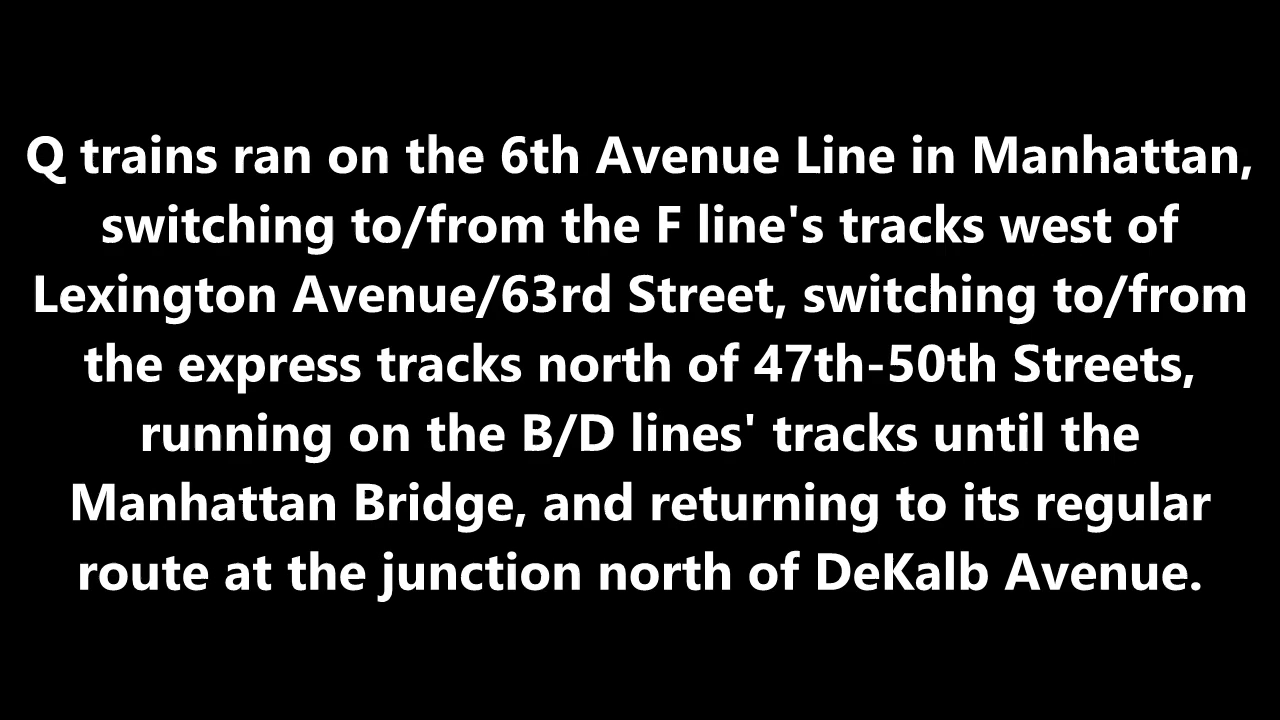 Q trains ran on the 6th Avenue Line in Manhattan,
switching to/from the F line's tracks west of
Lexington Avenue/63rd Street, switching to/from
the express tracks north of 47th-50th Streets,
running on the B/D lines' tracks until the
Manhattan Bridge, and returning to its regular
route at the junction north of DeKalb Avenue.